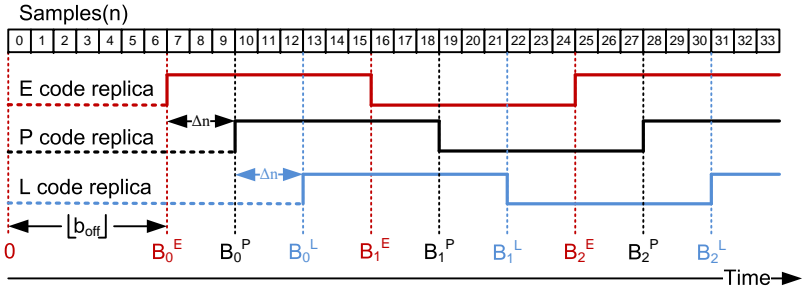 Samples(n)
0 1 2 3 4 5 6 7 8 9 10 11 12 13 14 15 16 17 18 19 20 21 22 23 24 25 26 27 28 29 30 31 32 33
E code replica
Δn
P code replica
Δn
L code replica
⌊b_off⌋
0 B₀ᴱ B₀ᴾ B₀ᴸ B₁ᴱ B₁ᴾ B₁ᴸ B₂ᴱ B₂ᴾ B₂ᴸ
Time